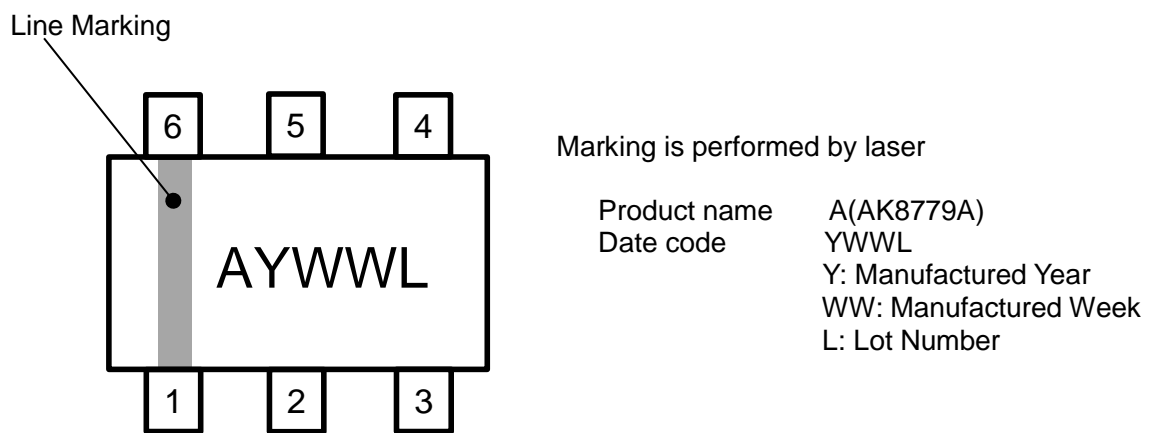 Line Marking
6 5 4
AYWWL
1 2 3
Marking is performed by laser
Product name A(AK8779A)
Date code YWWL
Y: Manufactured Year
WW: Manufactured Week
L: Lot Number